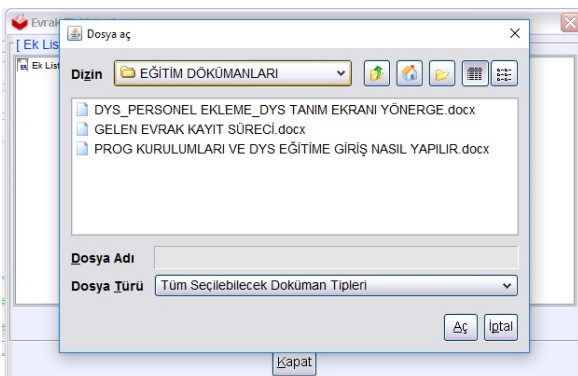 Evrak
[ Ek Lis
Ek List
Dosya aç
Dizin EĞİTİM DÖKÜMANLARI
DYS_PERSONEL EKLEME_DYS TANIM EKRANI YÖNERGE.docx
GELEN EVRAK KAYIT SÜRECİ.docx
PROG KURULUMLARI VE DYS EĞİTİME GİRİŞ NASIL YAPILIR.docx
Dosya Adı
Dosya Türü Tüm Seçilebilecek Doküman Tipleri
Aç İptal
Kapat